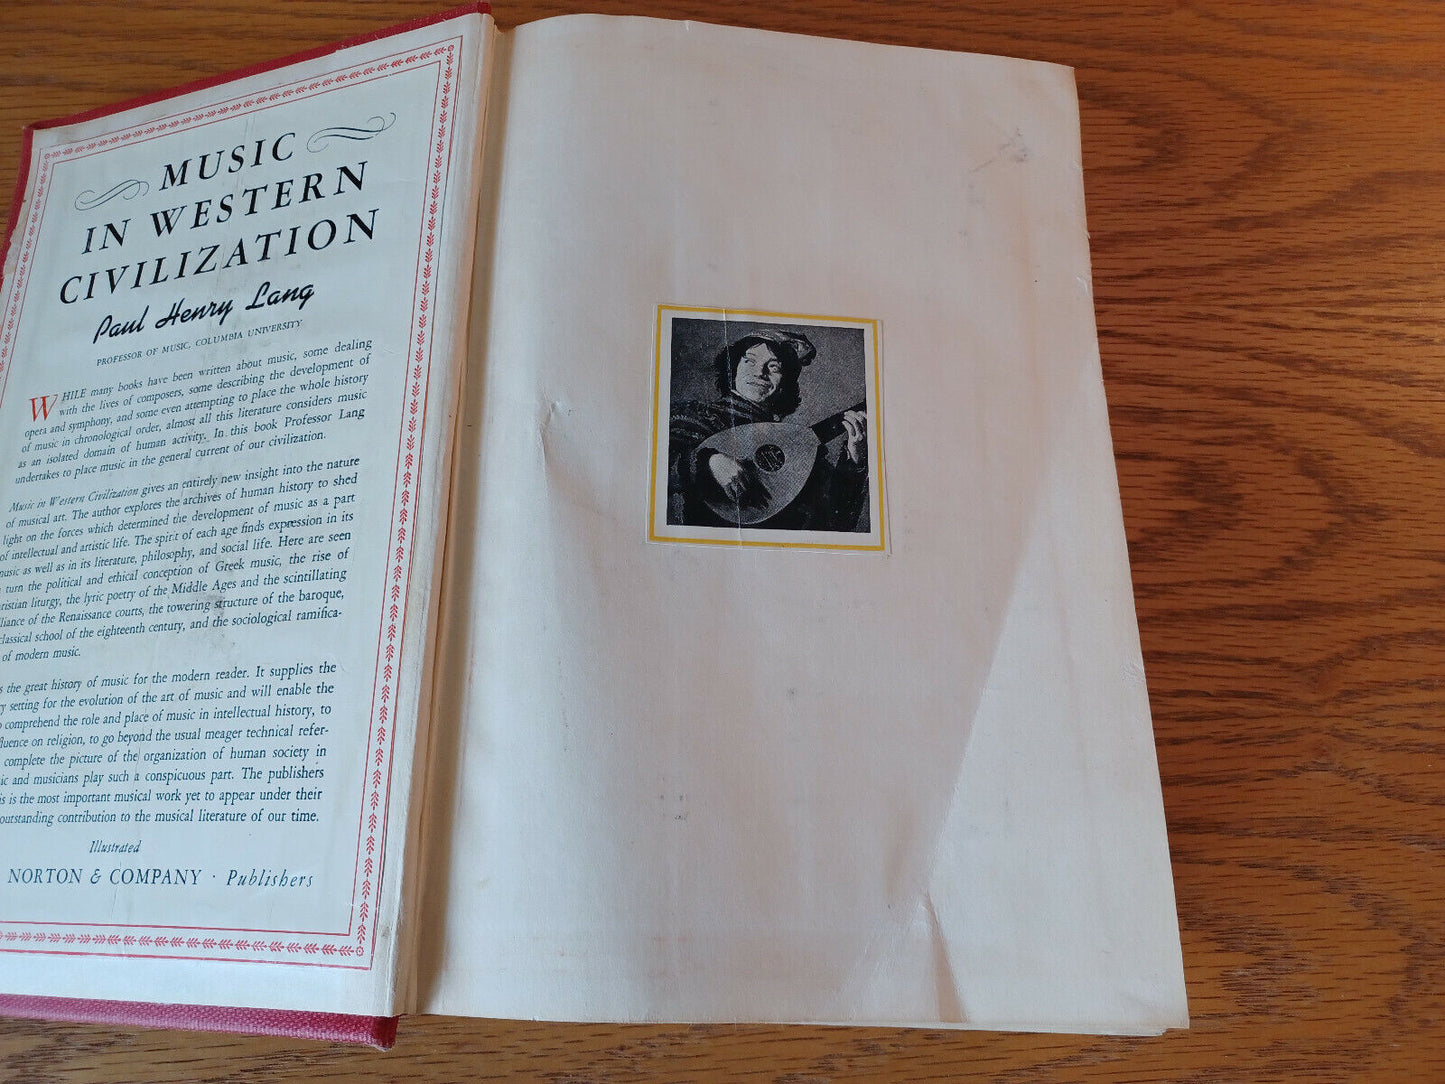 MUSIC
IN WESTERN
CIVILIZATION
Paul Henry Lang
PROFESSOR OF MUSIC, COLUMBIA UNIVERSITY
WHILE many books have been written about music, some dealing
with the lives of composers, some describing the development of
opera and symphony, and some even attempting to place the whole history
of music in chronological order, almost all this literature considers music
as an isolated domain of human activity. In this book Professor Lang
undertakes to place music in the general current of our civilization.
Music in Western Civilization gives an entirely new insight into the nature
of musical art. The author explores the archives of human history to shed
light on the forces which determined the development of music as a part
of intellectual and artistic life. The spirit of each age finds expression in its
music as well as in its literature, philosophy, and social life. Here are seen
turn the political and ethical conception of Greek music, the rise of
ristian liturgy, the lyric poetry of the Middle Ages and the scintillating
lliance of the Renaissance courts, the towering structure of the baroque,
classical school of the eighteenth century, and the sociological ramifica-
of modern music.
s the great history of music for the modern reader. It supplies the
ry setting for the evolution of the art of music and will enable the
comprehend the role and place of music in intellectual history, to
fluence on religion, to go beyond the usual meager technical refer-
complete the picture of the organization of human society in
ic and musicians play such a conspicuous part. The publishers
is is the most important musical work yet to appear under their
outstanding contribution to the musical literature of our time.
Illustrated
NORTON & COMPANY · Publishers